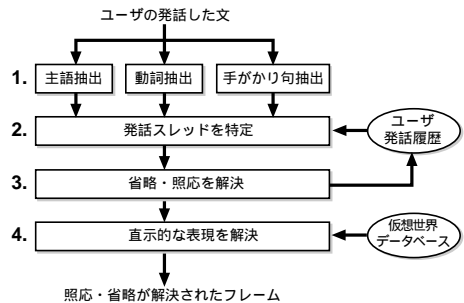 ユーザの発話した文
1. 主語抽出 動詞抽出 手がかり句抽出
2. 発話スレッドを特定
ユーザ
発話履歴
3. 省略・照応を解決
4. 直示的な表現を解決
仮想世界
データベース
照応・省略が解決されたフレーム